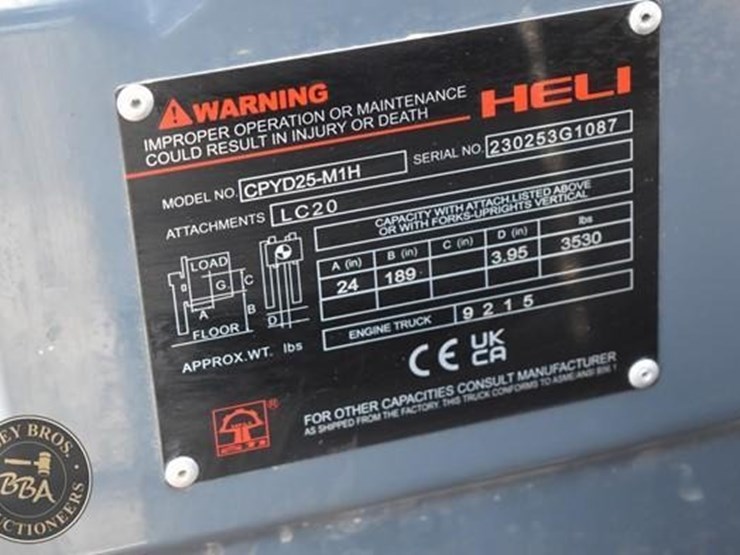 WARNING
HELI
IMPROPER OPERATION OR MAINTENANCE
COULD RESULT IN INJURY OR DEATH
MODEL NO. CPYD25-M1H
SERIAL NO. 230253G1087
ATTACHMENTS LC20
CAPACITY WITH ATTACH.LISTED ABOVE
OR WITH FORKS-UPRIGHTS VERTICAL
A (in) B (in) C (in) D (in) lbs
24 189 3.95 3530
LOAD
G
C
A
B
D
FLOOR
APPROX.WT. lbs
ENGINE TRUCK 9215
CE UK
CA
FOR OTHER CAPACITIES CONSULT MANUFACTURER
AS SHIPPED FROM THE FACTORY. THIS TRUCK CONFORMS TO ASME/ANSI
®
EY BROS.
BBA
CTIONEERS